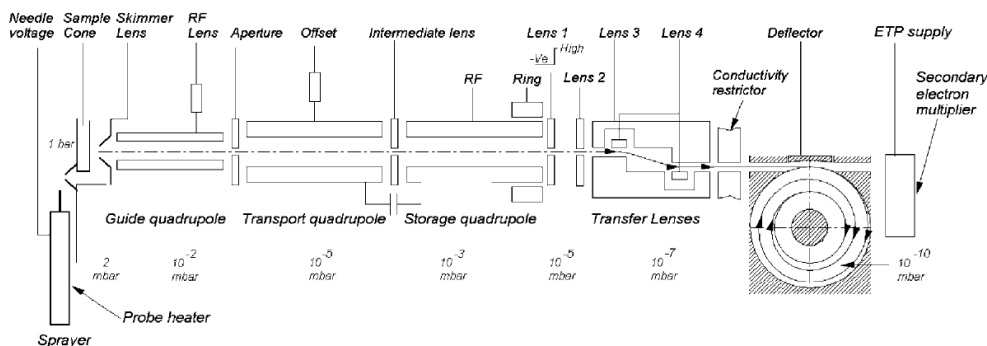 Needle
voltage
Sample
Cone
Skimmer
Lens
RF
Lens
Aperture
Offset
Intermediate lens
Lens 1
-Ve
High
Lens 3
Lens 4
Deflector
ETP supply
RF
Ring
Lens 2
Conductivity
restrictor
Secondary
electron
multiplier
1 bar
Guide quadrupole
Transport quadrupole
Storage quadrupole
Transfer Lenses
2
mbar
10⁻²
mbar
10⁻⁵
mbar
10⁻³
mbar
10⁻⁵
mbar
10⁻⁷
mbar
10⁻¹⁰
mbar
Probe heater
Sprayer